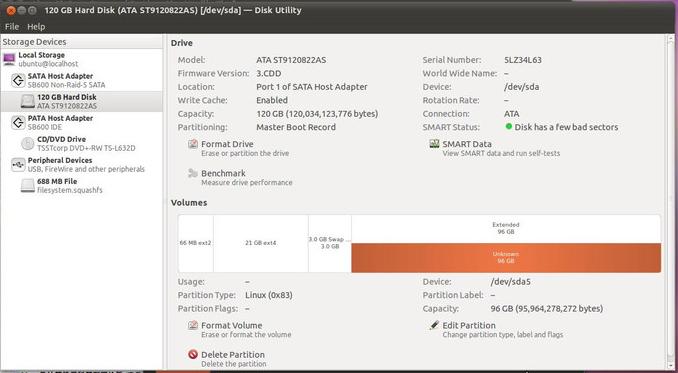 120 GB Hard Disk (ATA ST9120822AS) [/dev/sda] — Disk Utility
File Help
Storage Devices
Local Storage
ubuntu@localhost
SATA Host Adapter
SB600 Non-Raid-5 SATA
120 GB Hard Disk
ATA ST9120822AS
PATA Host Adapter
SB600 IDE
CD/DVD Drive
TSSTcorp DVD+-RW TS-L632D
Peripheral Devices
USB, FireWire and other peripherals
688 MB File
filesystem.squashfs
Drive
Model: ATA ST9120822AS Serial Number: 5LZ34L63
Firmware Version: 3.CDD World Wide Name: –
Location: Port 1 of SATA Host Adapter Device: /dev/sda
Write Cache: Enabled Rotation Rate: –
Capacity: 120 GB (120,034,123,776 bytes) Connection: ATA
Partitioning: Master Boot Record SMART Status: Disk has a few bad sectors
Format Drive SMART Data
Erase or partition the drive View SMART data and run self-tests
Benchmark
Measure drive performance
Volumes
66 MB ext2 21 GB ext4 3.0 GB Swap ... 3.0 GB Extended 96 GB
Unknown
96 GB
Usage: – Device: /dev/sda5
Partition Type: Linux (0x83) Partition Label: –
Partition Flags: – Capacity: 96 GB (95,964,278,272 bytes)
Format Volume Edit Partition
Erase or format the volume Change partition type, label and flags
Delete Partition
Delete the partition